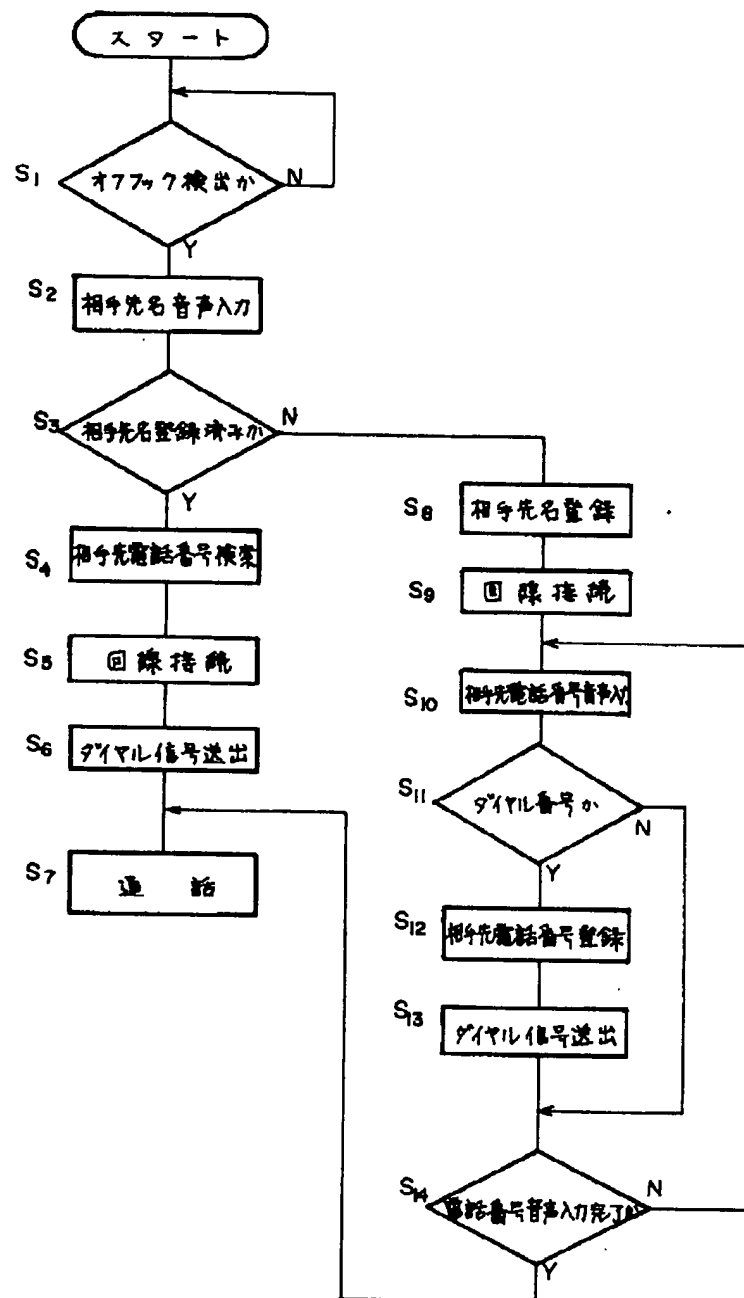 スタート
S1
オフフック検出か
N
Y
S2
相手先名音声入力
S3
相手先名登録済みか
N
Y
S4
相手先電話番号検索
S5
回線接続
S6
ダイヤル信号送出
S7
通話
S8
相手先名登録
S9
回線接続
S10
相手先電話番号音声入力
S11
ダイヤル番号か
N
Y
S12
相手先電話番号登録
S13
ダイヤル信号送出
S14
電話番号音声入力完了か
N
Y